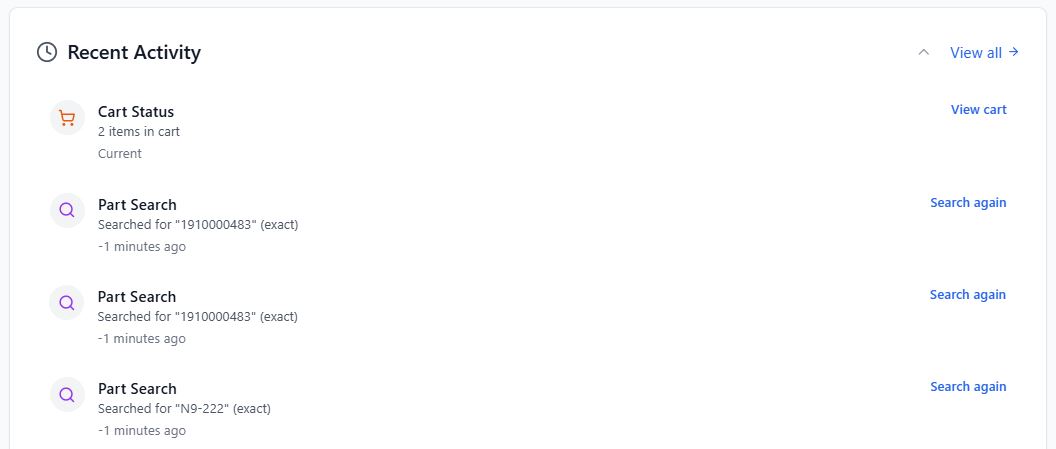 Recent Activity
View all →
Cart Status
View cart
2 items in cart
Current
Part Search
Search again
Searched for "1910000483" (exact)
-1 minutes ago
Part Search
Search again
Searched for "1910000483" (exact)
-1 minutes ago
Part Search
Search again
Searched for "N9-222" (exact)
-1 minutes ago